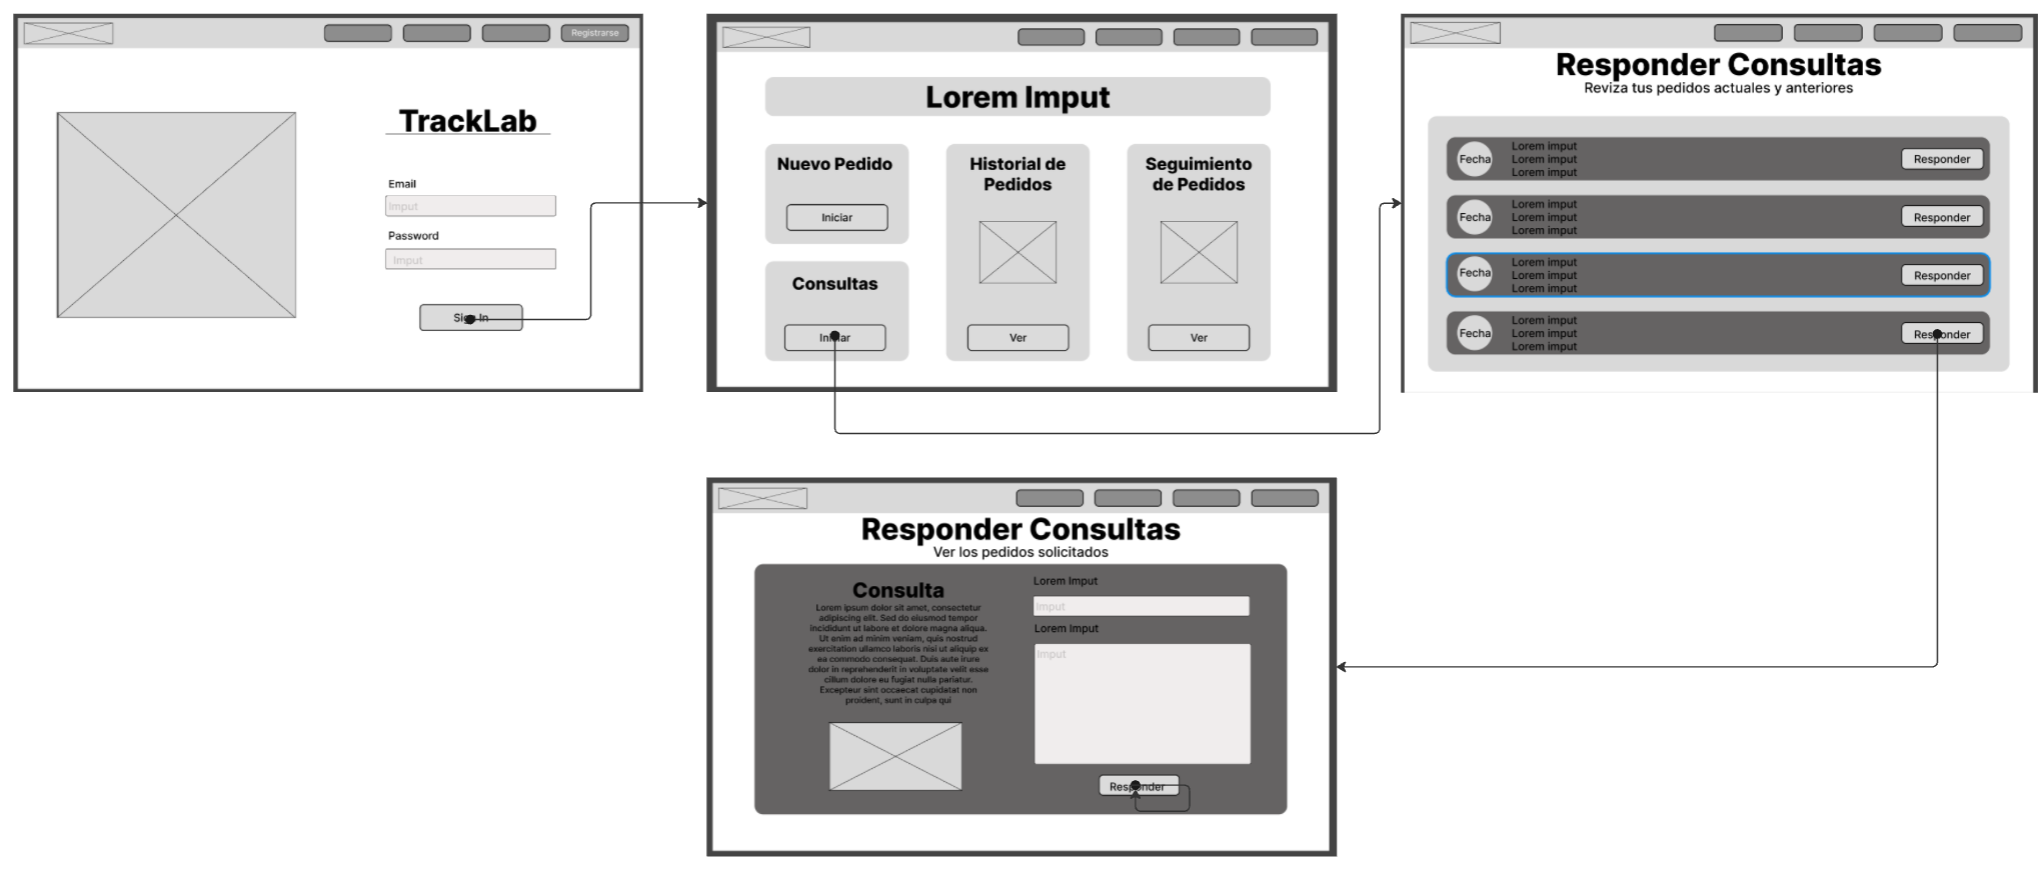 Registrarse
TrackLab
Email
Imput
Password
Imput
Sign In
Lorem Imput
Nuevo Pedido
Iniciar
Consultas
Iniciar
Historial de
Pedidos
Ver
Seguimiento
de Pedidos
Ver
Responder Consultas
Reviza tus pedidos actuales y anteriores
Fecha
Lorem imput
Lorem imput
Lorem imput
Responder
Fecha
Lorem imput
Lorem imput
Lorem imput
Responder
Fecha
Lorem imput
Lorem imput
Lorem imput
Responder
Fecha
Lorem imput
Lorem imput
Lorem imput
Responder
Responder Consultas
Ver los pedidos solicitados
Consulta
Lorem ipsum dolor sit amet, consectetur
adipiscing elit. Sed do eiusmod tempor
incididunt ut labore et dolore magna aliqua.
Ut enim ad minim veniam, quis nostrud
exercitation ullamco laboris nisi ut aliquip ex
ea commodo consequat. Duis aute irure
dolor in reprehenderit in voluptate velit esse
cillum dolore eu fugiat nulla pariatur.
Excepteur sint occaecat cupidatat non
proident, sunt in culpa qui
Lorem Imput
Imput
Lorem Imput
Imput
Responder